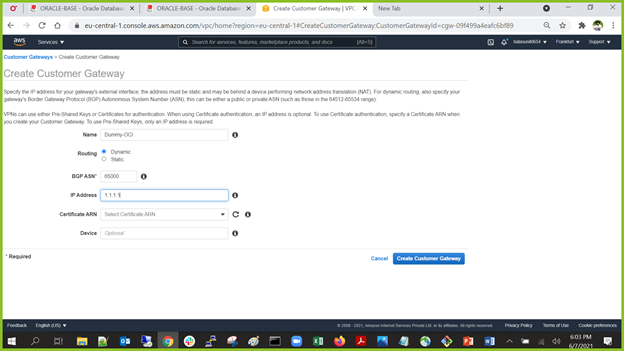 ORACLE-BASE - Oracle Databas
ORACLE-BASE - Oracle Databas
Create Customer Gateway | VPC
New Tab
eu-central-1.console.aws.amazon.com/vpc/home?region=eu-central-1#CreateCustomerGateway:CustomerGatewayId=cgw-09f499a4eafc6bf89
aws
Services
Search for services, features, marketplace products, and docs
[Alt+S]
Frankfurt
Support
Customer Gateways > Create Customer Gateway
Create Customer Gateway
Specify the IP address for your gateway's external interface; the address must be static and may be behind a device performing network address translation (NAT). For dynamic routing, also specify your
gateway's Border Gateway Protocol (BGP) Autonomous System Number (ASN); this can be either a public or private ASN (such as those in the 64512-65534 range)
VPNs can use either Pre-Shared Keys or Certificates for authentication. When using Certificate authentication, an IP address is optional. To use Certificate authentication, specify a Certificate ARN when
you create your Customer Gateway. To use Pre-Shared Keys, only an IP address is required
Name
Dummy-OCI
Routing
Dynamic
Static
BGP ASN*
65000
IP Address
1.1.1.1
Certificate ARN
Select Certificate ARN
Device
Optional
* Required
Cancel
Create Customer Gateway
Feedback
English (US)
© 2008 - 2021, Amazon Internet Services Private Ltd. or its affiliates. All rights reserved.
Privacy Policy
Terms of Use
Cookie preferences
6:03 PM
6/7/2021